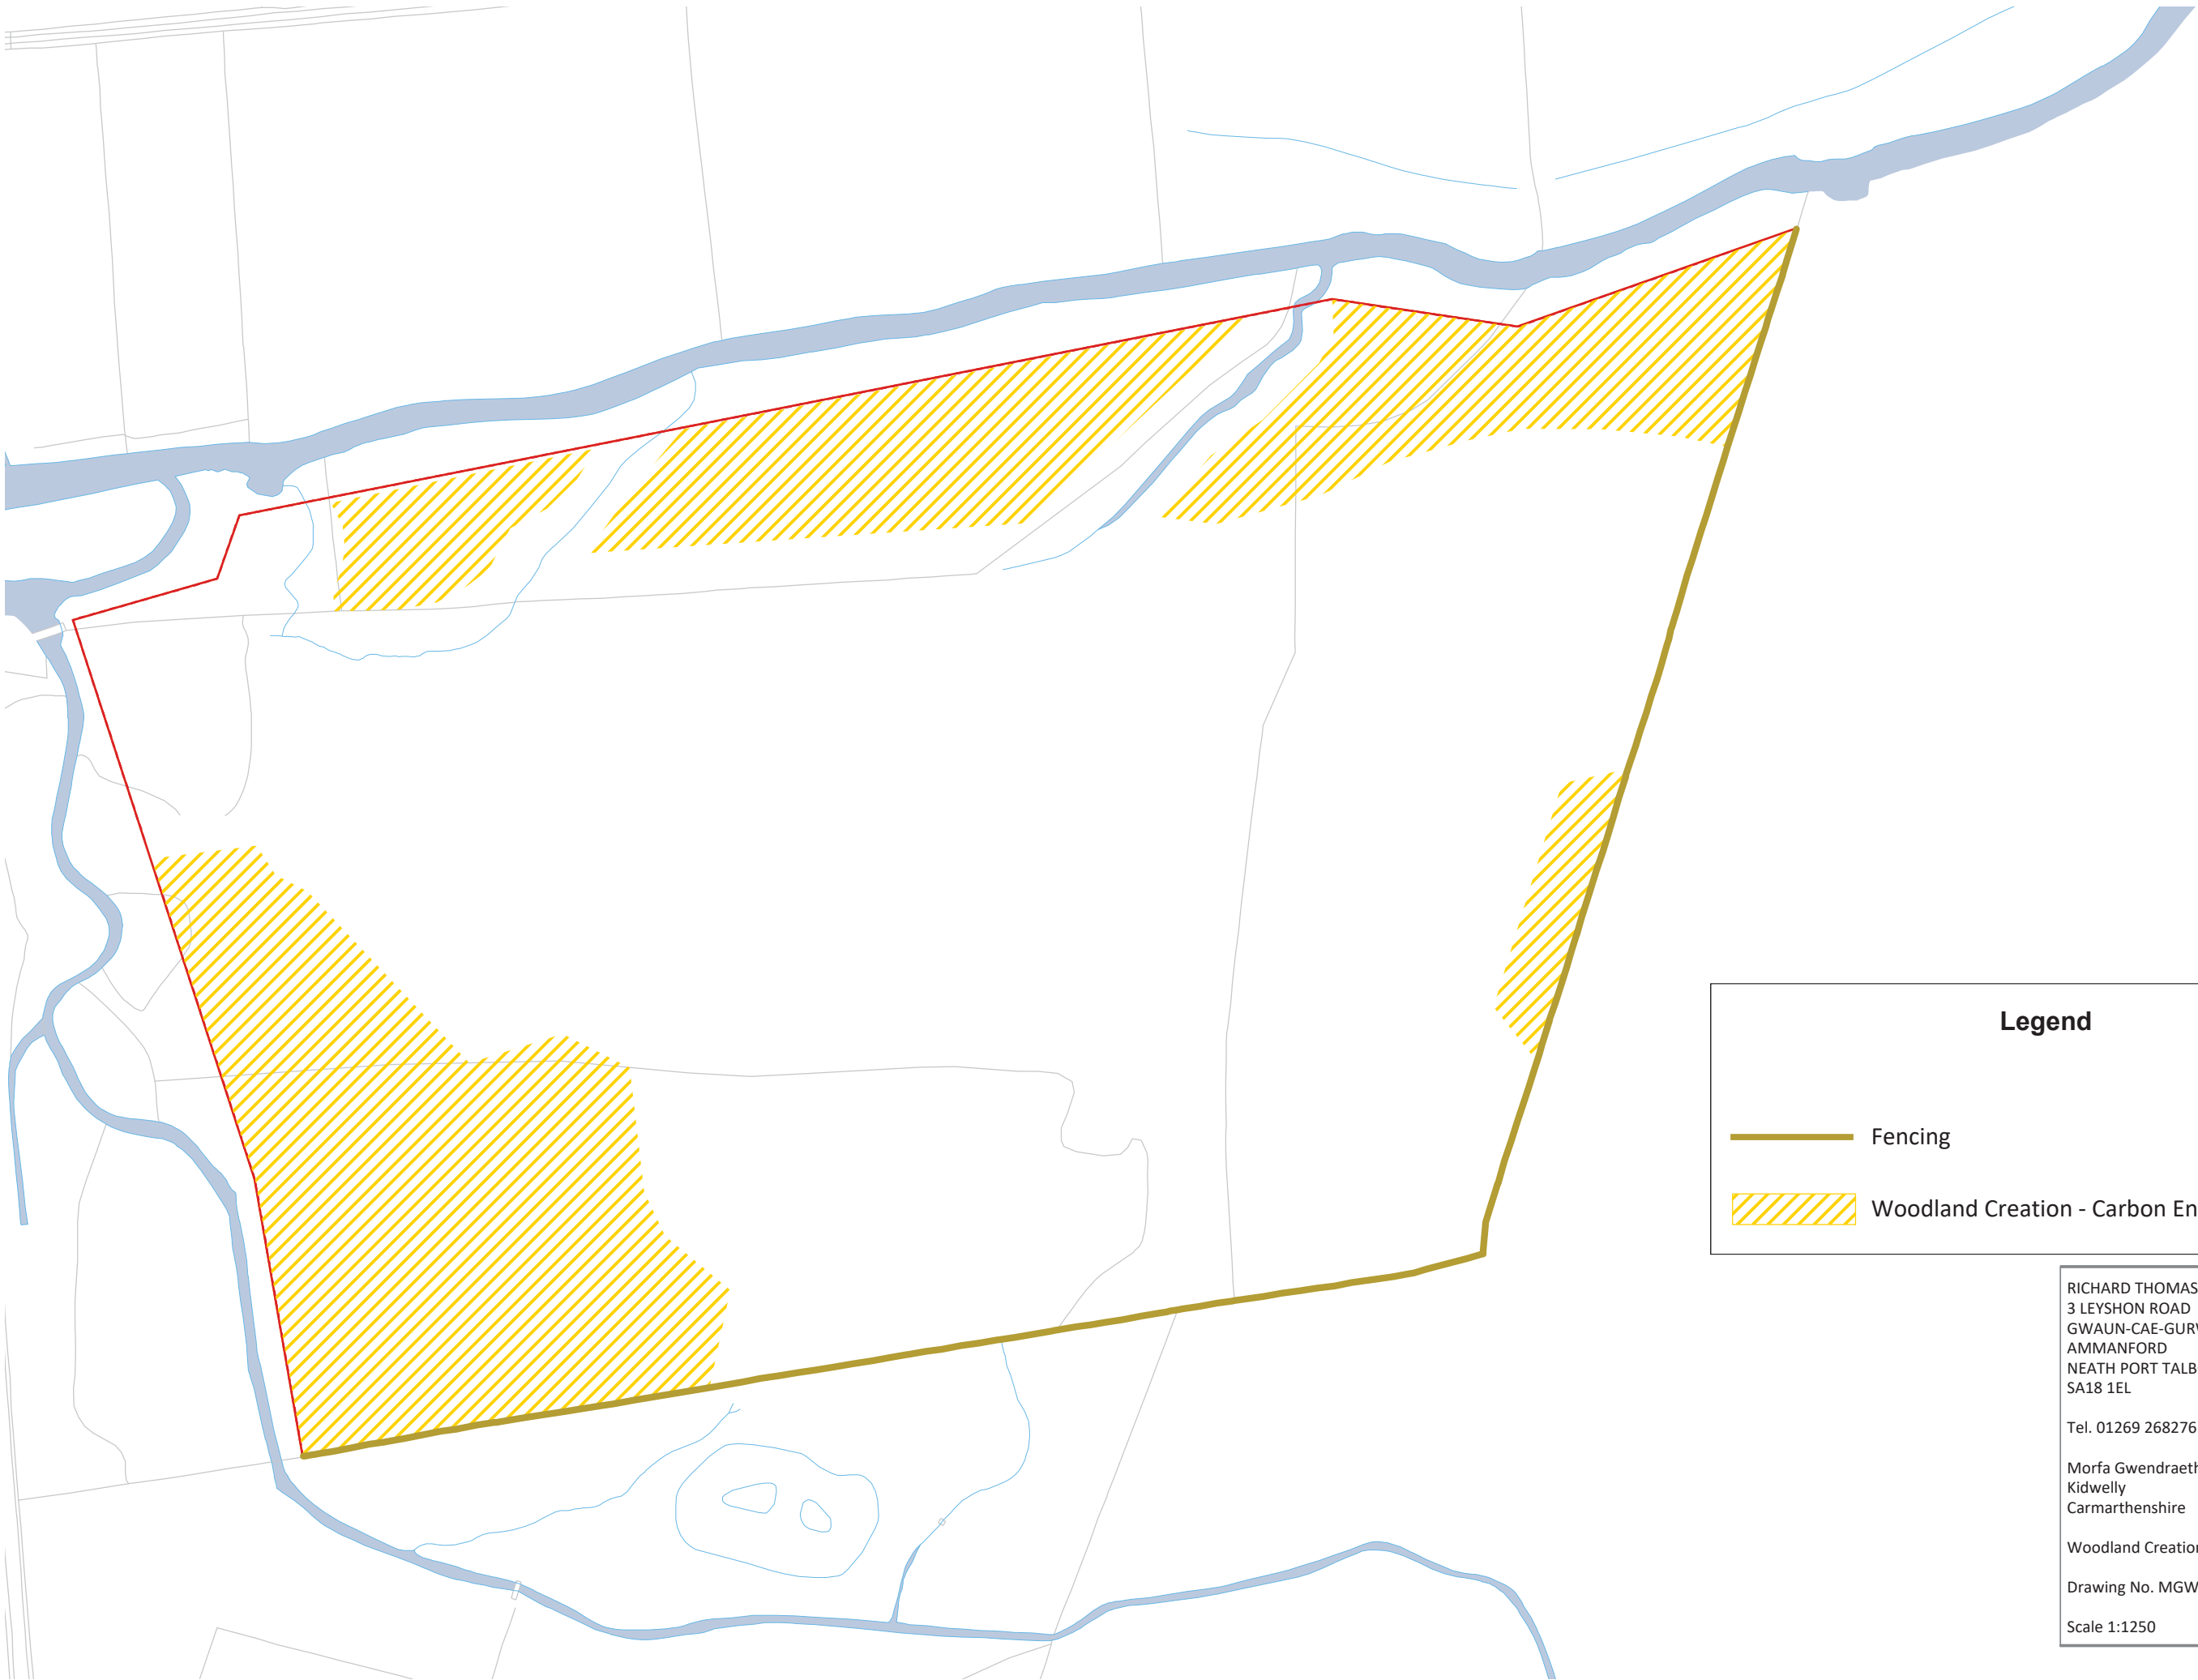 Legend
Fencing
Woodland Creation - Carbon En
RICHARD THOMAS
3 LEYSHON ROAD
GWAUN-CAE-GUR
AMMANFORD
NEATH PORT TALB
SA18 1EL
Tel. 01269 268276
Morfa Gwendraeth
Kidwelly
Carmarthenshire
Woodland Creation
Drawing No. MGW
Scale 1:1250